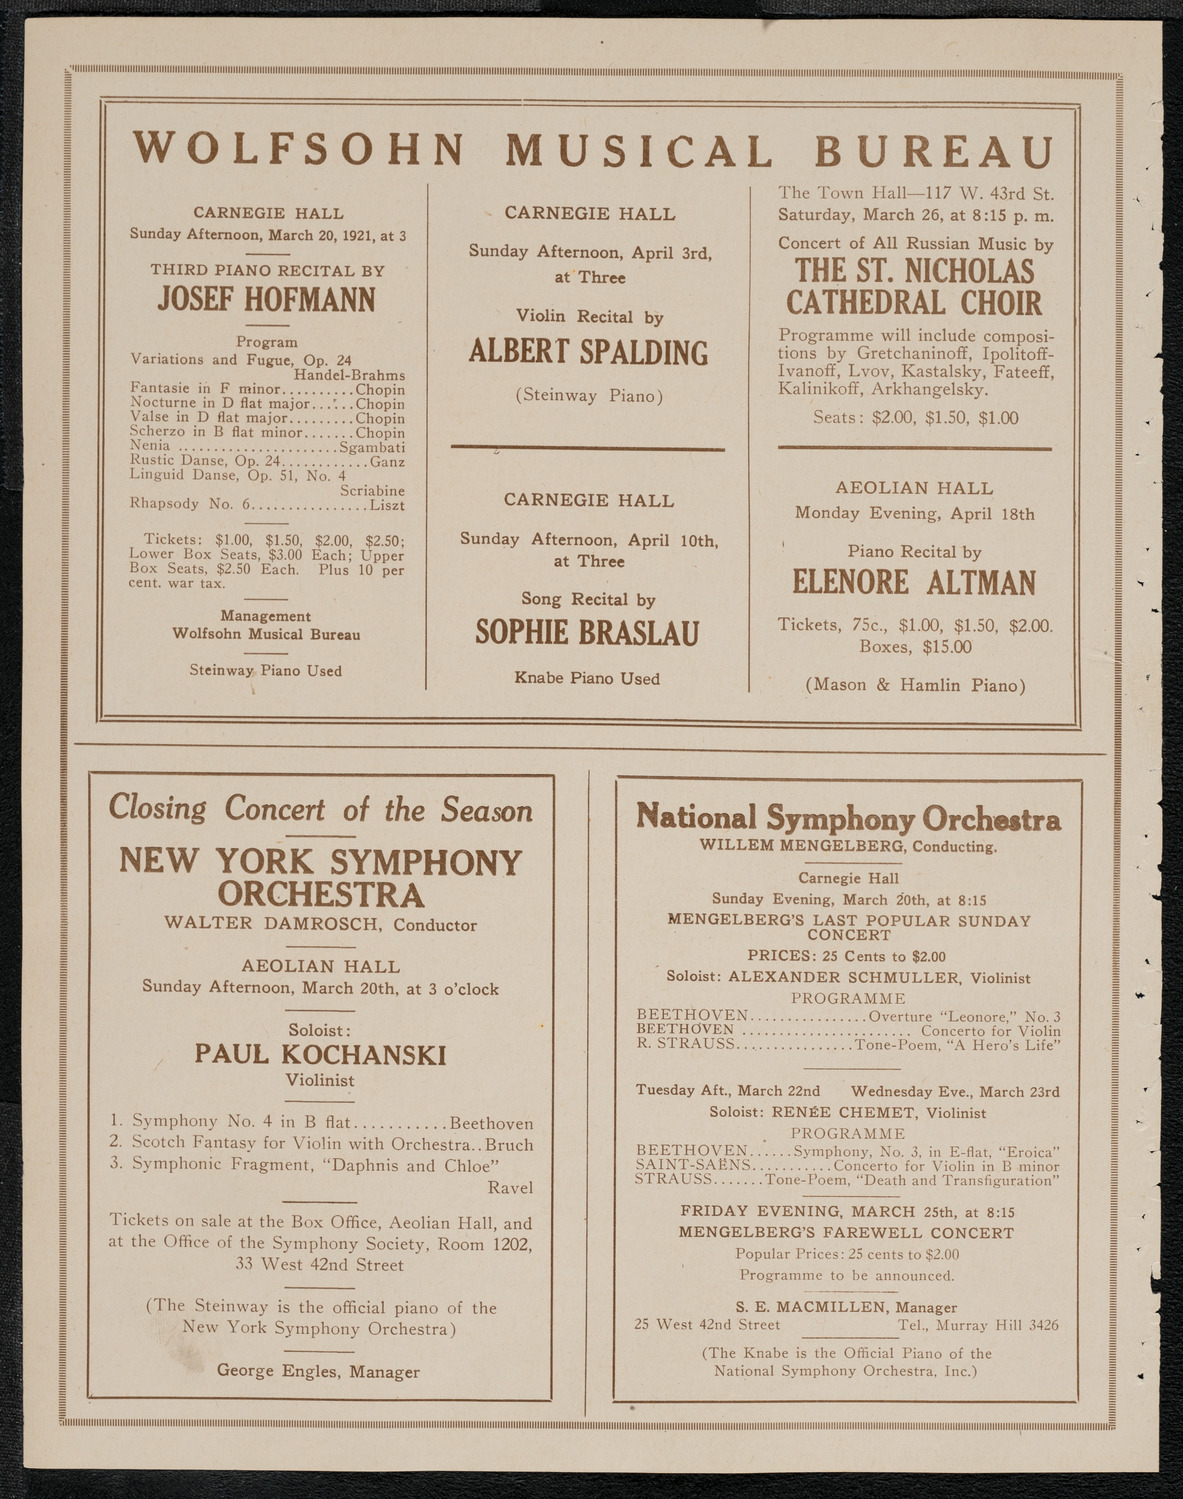 WOLFSOHN MUSICAL BUREAU
CARNEGIE HALL
Sunday Afternoon, March 20, 1921, at 3
THIRD PIANO RECITAL BY
JOSEF HOFMANN
Program
Variations and Fugue, Op. 24
Handel-Brahms
Fantasie in F minor..........Chopin
Nocturne in D flat major......Chopin
Valse in D flat major.........Chopin
Scherzo in B flat minor.......Chopin
Nenia ......................Sgambati
Rustic Danse, Op. 24............Ganz
Linguid Danse, Op. 51, No. 4
Scriabine
Rhapsody No. 6................Liszt
Tickets: $1.00, $1.50, $2.00, $2.50;
Lower Box Seats, $3.00 Each; Upper
Box Seats, $2.50 Each. Plus 10 per
cent. war tax.
Management
Wolfsohn Musical Bureau
Steinway Piano Used
CARNEGIE HALL
Sunday Afternoon, April 3rd,
at Three
Violin Recital by
ALBERT SPALDING
(Steinway Piano)
CARNEGIE HALL
Sunday Afternoon, April 10th,
at Three
Song Recital by
SOPHIE BRASLAU
Knabe Piano Used
The Town Hall—117 W. 43rd St.
Saturday, March 26, at 8:15 p. m.
Concert of All Russian Music by
THE ST. NICHOLAS
CATHEDRAL CHOIR
Programme will include composi-
tions by Gretchaninoff, Ipolitoff-
Ivanoff, Lvov, Kastalsky, Fateeff,
Kalinikoff, Arkhangelsky.
Seats: $2.00, $1.50, $1.00
AEOLIAN HALL
Monday Evening, April 18th
Piano Recital by
ELENORE ALTMAN
Tickets, 75c., $1.00, $1.50, $2.00.
Boxes, $15.00
(Mason & Hamlin Piano)
Closing Concert of the Season
NEW YORK SYMPHONY
ORCHESTRA
WALTER DAMROSCH, Conductor
AEOLIAN HALL
Sunday Afternoon, March 20th, at 3 o'clock
Soloist:
PAUL KOCHANSKI
Violinist
1. Symphony No. 4 in B flat...........Beethoven
2. Scotch Fantasy for Violin with Orchestra..Bruch
3. Symphonic Fragment, "Daphnis and Chloe"
Ravel
Tickets on sale at the Box Office, Aeolian Hall, and
at the Office of the Symphony Society, Room 1202,
33 West 42nd Street
(The Steinway is the official piano of the
New York Symphony Orchestra)
George Engles, Manager
National Symphony Orchestra
WILLEM MENGELBERG, Conducting.
Carnegie Hall
Sunday Evening, March 20th, at 8:15
MENGELBERG'S LAST POPULAR SUNDAY
CONCERT
PRICES: 25 Cents to $2.00
Soloist: ALEXANDER SCHMULLER, Violinist
PROGRAMME
BEETHOVEN................Overture "Leonore," No. 3
BEETHOVEN ....................... Concerto for Violin
R. STRAUSS................Tone-Poem, "A Hero's Life"
Tuesday Aft., March 22nd Wednesday Eve., March 23rd
Soloist: RENÉE CHEMET, Violinist
PROGRAMME
BEETHOVEN......Symphony, No. 3, in E-flat, "Eroica"
SAINT-SAËNS...........Concerto for Violin in B minor
STRAUSS.......Tone-Poem, "Death and Transfiguration"
FRIDAY EVENING, MARCH 25th, at 8:15
MENGELBERG'S FAREWELL CONCERT
Popular Prices: 25 cents to $2.00
Programme to be announced.
S. E. MACMILLEN, Manager
25 West 42nd Street Tel., Murray Hill 3426
(The Knabe is the Official Piano of the
National Symphony Orchestra, Inc.)